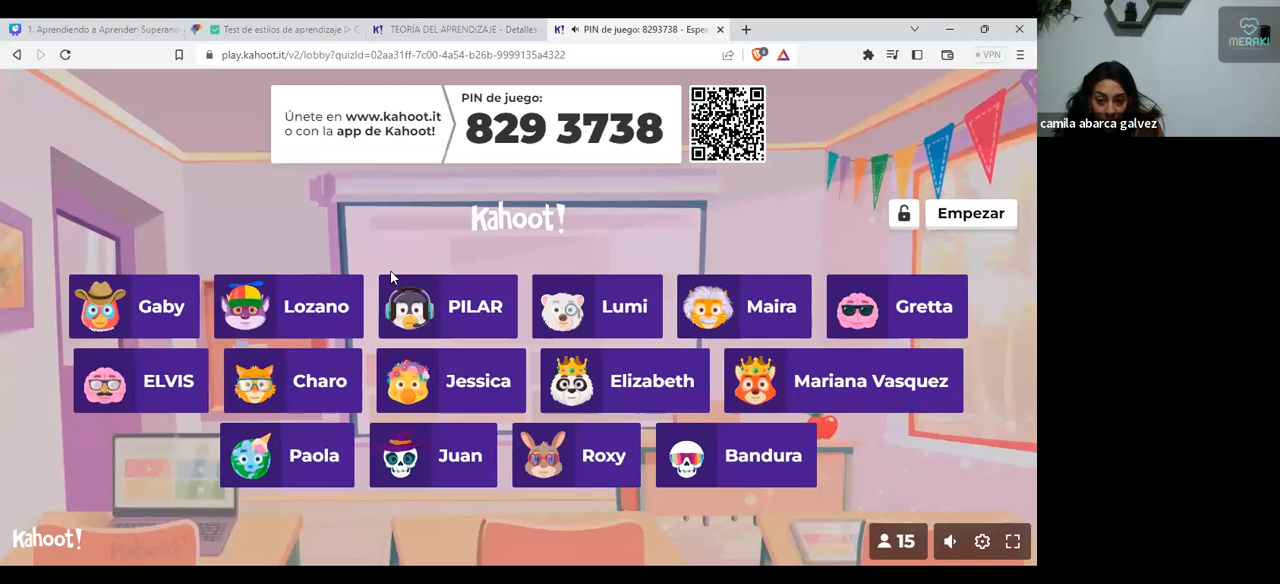 1. Aprendiendo a Aprender: Superano
Test de estilos de aprendizaje ▷ C
TEORÍA DEL APRENDIZAJE - Detalles
PIN de juego: 8293738 - Espe
play.kahoot.it/v2/lobby?quizId=02aa31ff-7c00-4a54-b26b-9999135a4322
VPN
MERAKI
camila abarca galvez
Únete en www.kahoot.it
o con la app de Kahoot!
PIN de juego:
829 3738
Kahoot!
Empezar
Gaby
Lozano
PILAR
Lumi
Maira
Gretta
ELVIS
Charo
Jessica
Elizabeth
Mariana Vasquez
Paola
Juan
Roxy
Bandura
Kahoot!
15